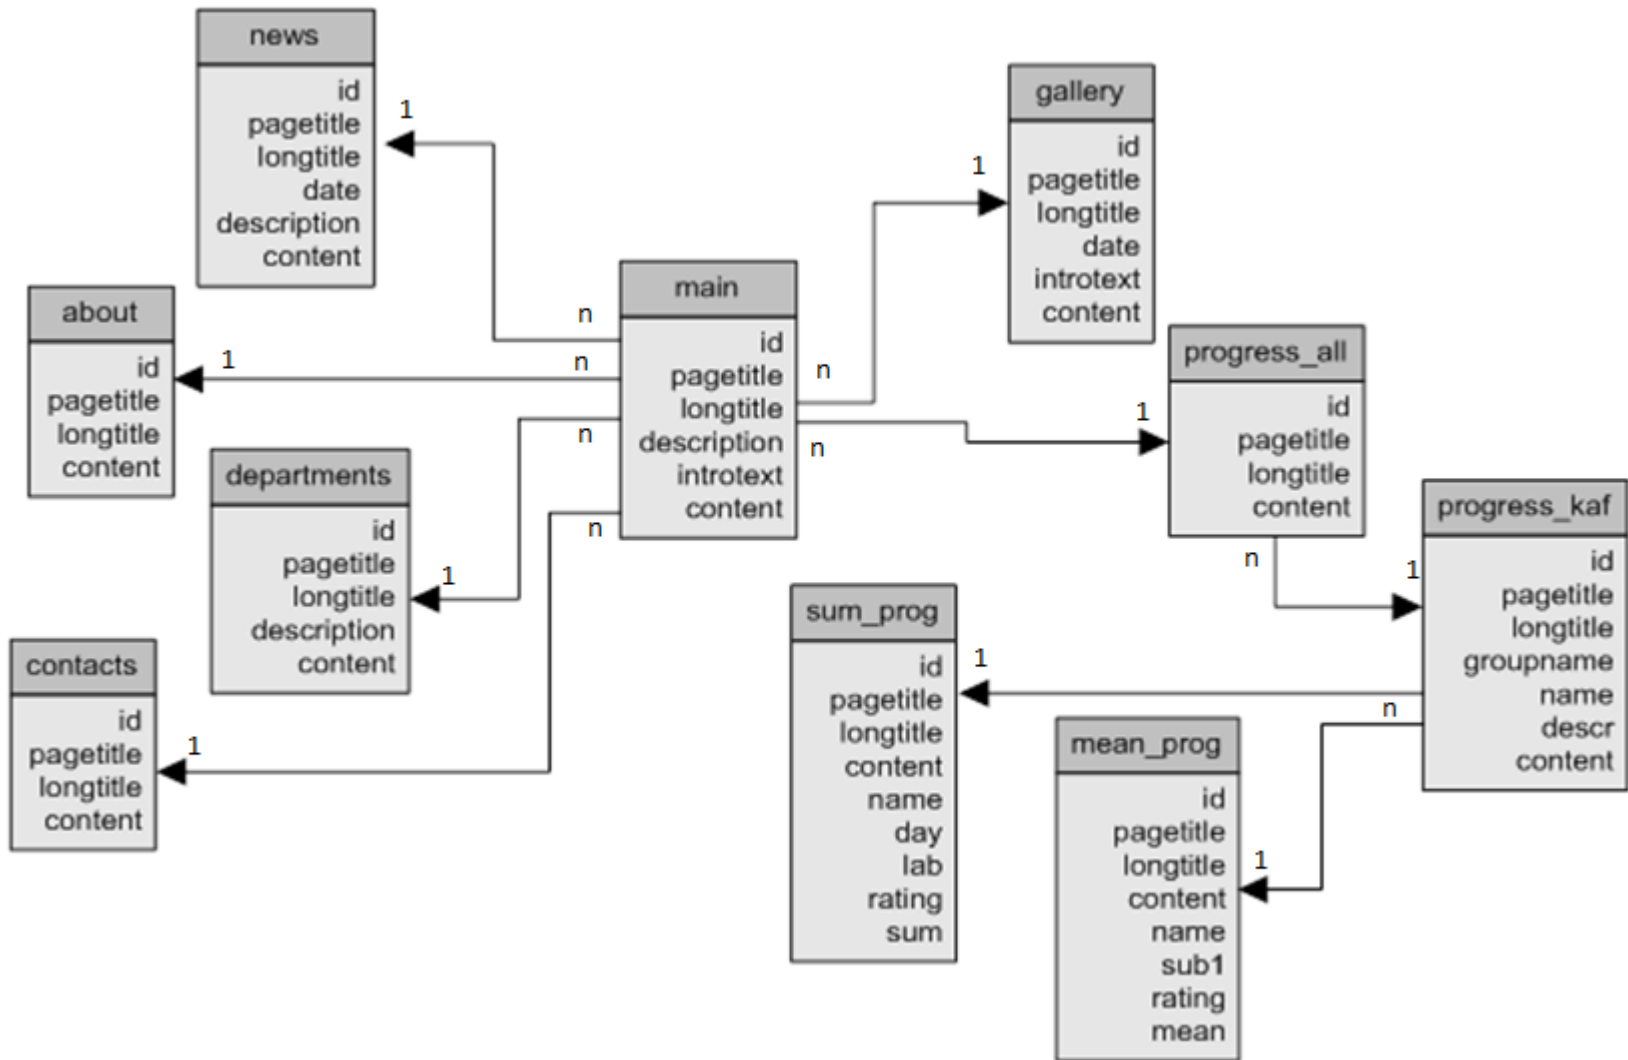 news
id
pagetitle
longtitle
date
description
content
1
gallery
id
pagetitle
longtitle
date
introtext
content
1
main
id
pagetitle
longtitle
description
introtext
content
n
n
n
n
n
n
about
id
pagetitle
longtitle
content
1
departments
id
pagetitle
longtitle
description
content
1
contacts
id
pagetitle
longtitle
content
1
progress_all
id
pagetitle
longtitle
content
1
n
progress_kaf
id
pagetitle
longtitle
groupname
name
descr
content
1
n
sum_prog
id
pagetitle
longtitle
content
name
day
lab
rating
sum
1
mean_prog
id
pagetitle
longtitle
content
name
sub1
rating
mean
1